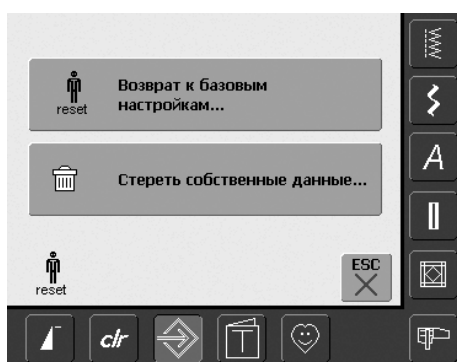 Возврат к базовым
настройкам...
reset
Стереть собственные данные...
reset
ESC
A
clr
T